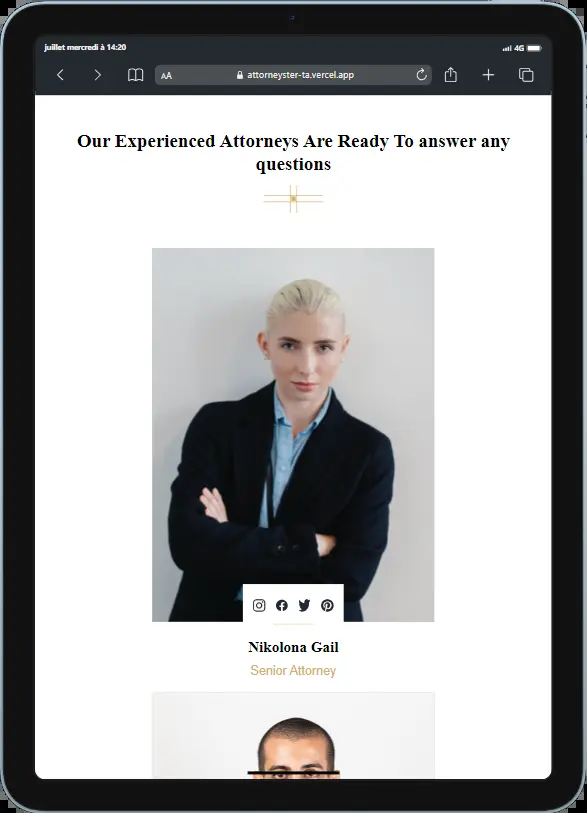 juillet mercredi à 14:20
4G
AA
attorneyster-ta.vercel.app
Our Experienced Attorneys Are Ready To answer any
questions
Nikolona Gail
Senior Attorney